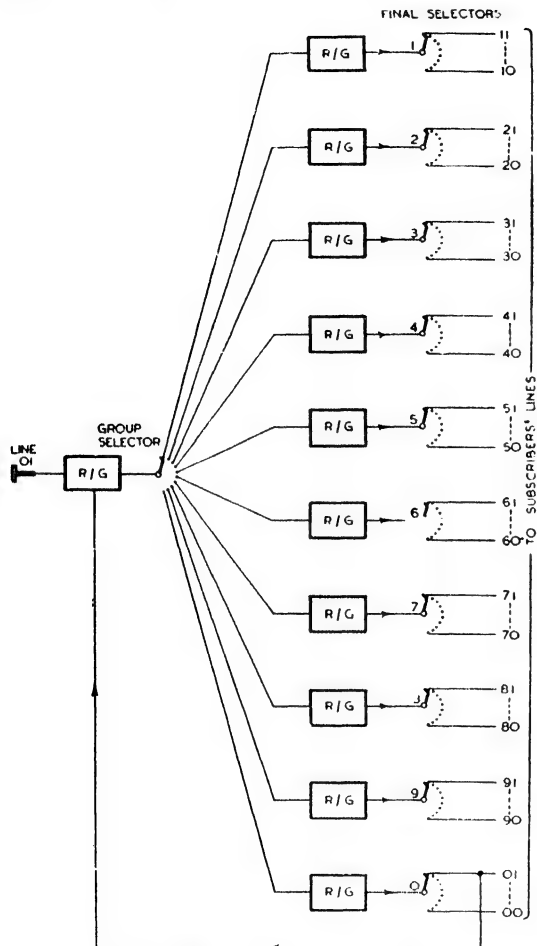 FINAL SELECTORS
R/G 1 11
10
R/G 2 21
20
R/G 3 31
30
R/G 4 41
40
R/G 5 51
50
GROUP
SELECTOR
LINE
01
R/G
R/G 6 61
60
R/G 7 71
70
R/G 81
80
R/G 9 91
90
R/G 0 01
00
TO SUBSCRIBERS' LINES